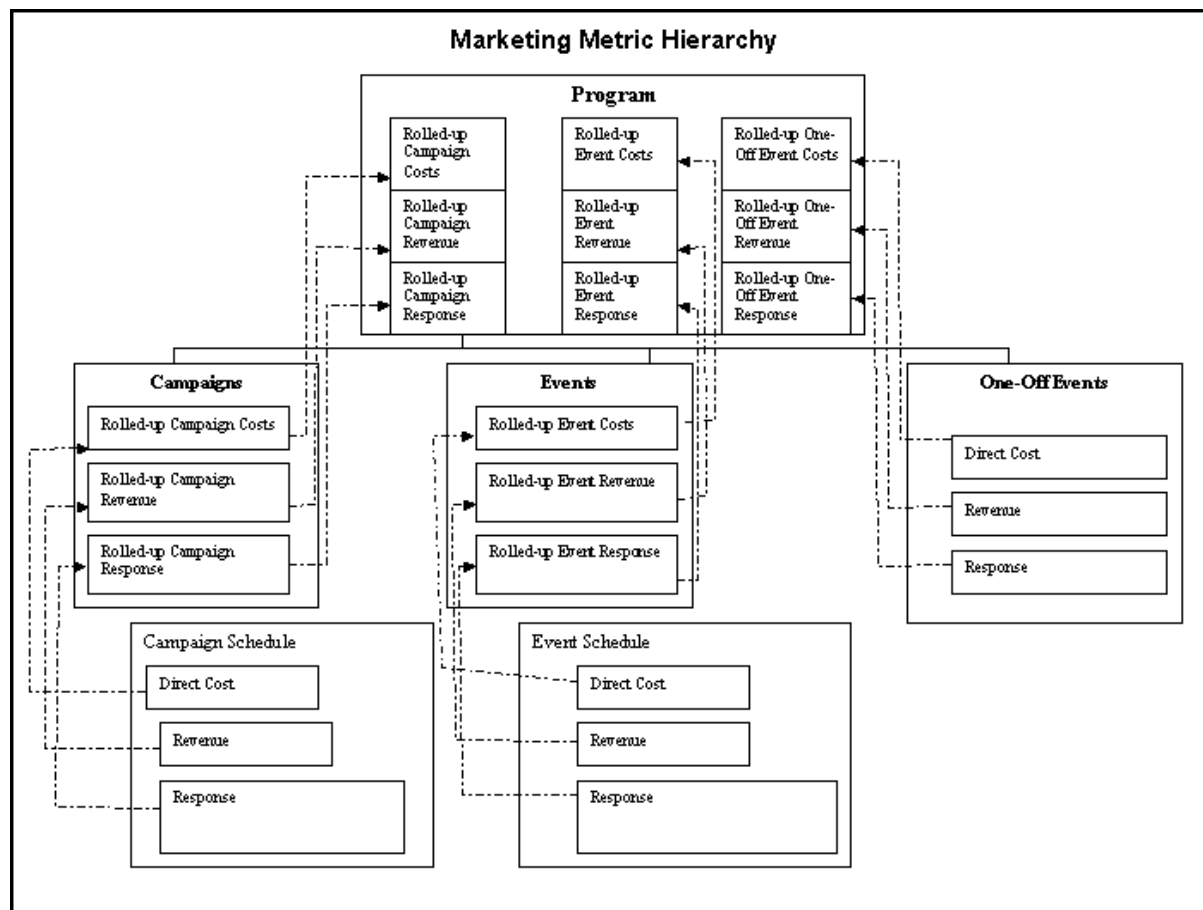 Marketing Metric Hierarchy
Program
Rolled-up
Campaign
Costs
Rolled-up
Campaign
Revenue
Rolled-up
Campaign
Response
Rolled-up
Event Costs
Rolled-up
Event
Revenue
Rolled-up
Event
Response
Rolled-up One-
Off Event Costs
Rolled-up One-
Off Event
Revenue
Rolled-up One-
Off Event
Response
Campaigns
Rolled-up Campaign Costs
Rolled-up Campaign
Revenue
Rolled-up Campaign
Response
Events
Rolled-up Event Costs
Rolled-up Event Revenue
Rolled-up Event Response
One-Off Events
Direct Cost
Revenue
Response
Campaign Schedule
Direct Cost
Revenue
Response
Event Schedule
Direct Cost
Revenue
Response